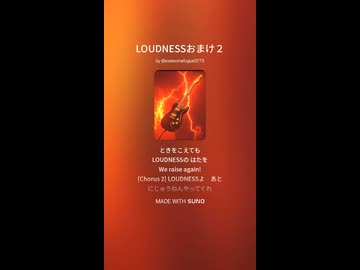 LOUDNESSおまけ２
by @awesomefugue0773
ときをこえても
LOUDNESSの はたを
We raise again!
[Chorus 2] LOUDNESSよ　あと
にじゅうねんやってくれ
MADE WITH SUNO